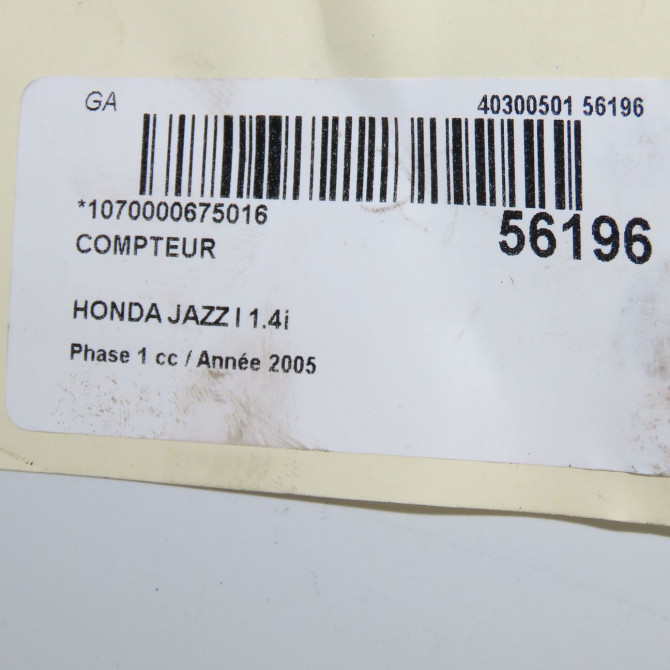 GA 40300501 56196
*1070000675016
56196
COMPTEUR
HONDA JAZZ I 1.4i
Phase 1 cc / Année 2005